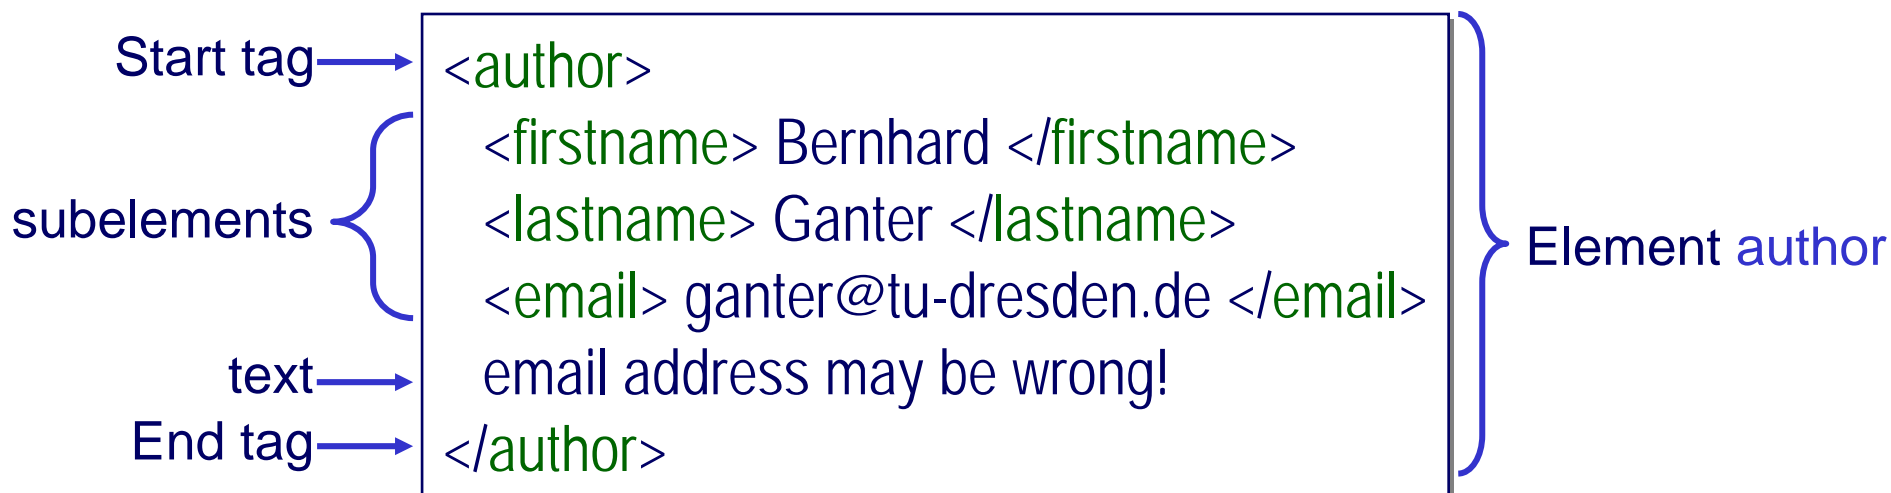 Start tag
<author>
<firstname> Bernhard </firstname>
subelements
<lastname> Ganter </lastname>
Element author
<email> ganter@tu-dresden.de </email>
text
email address may be wrong!
End tag
</author>